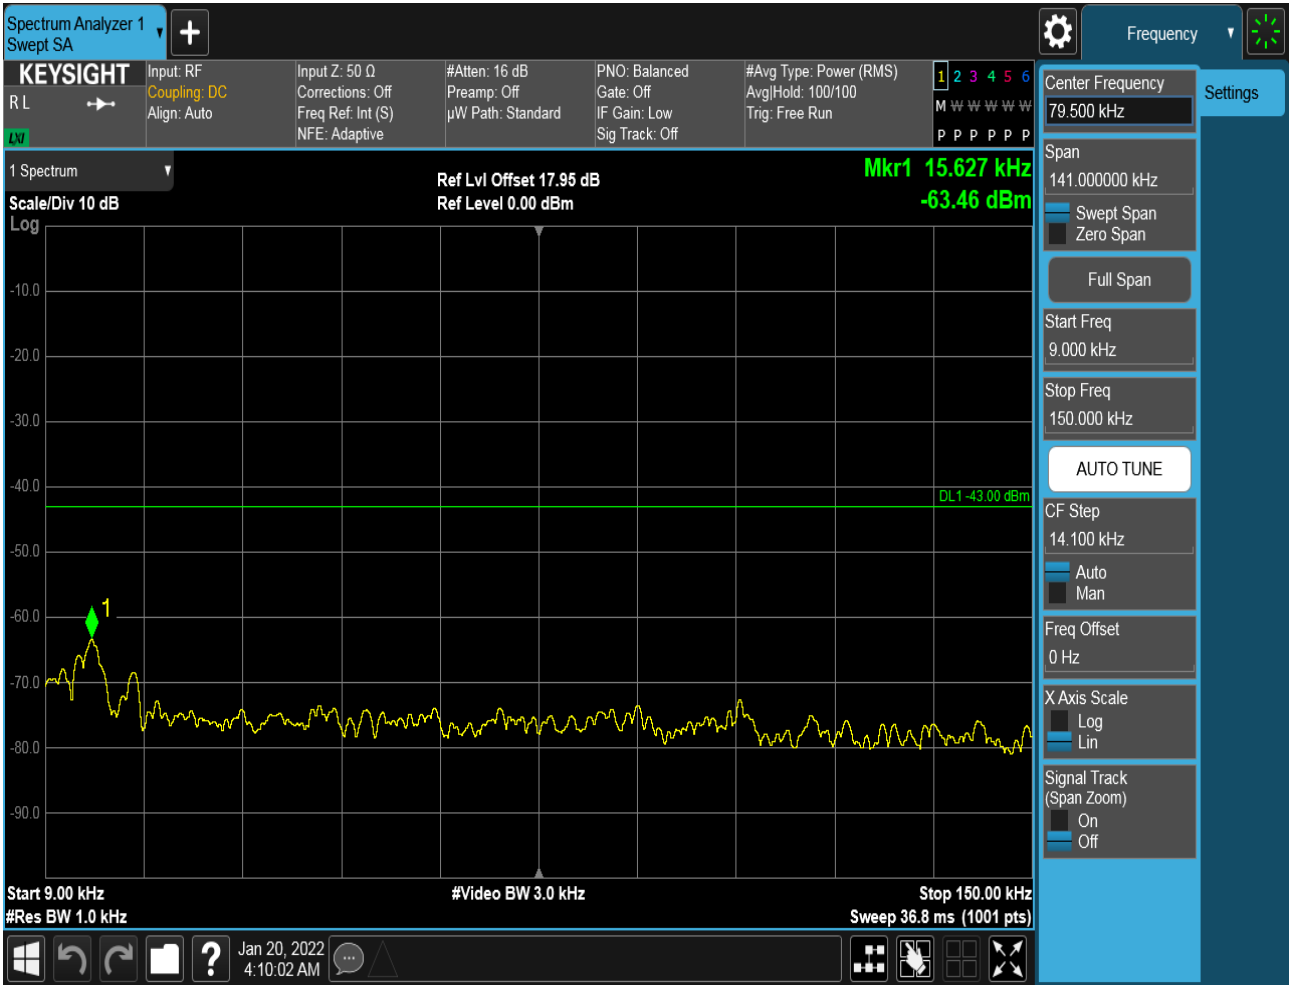 Spectrum Analyzer 1
Swept SA
Frequency
KEYSIGHT
R L
LXI
Input: RF
Coupling: DC
Align: Auto
Input Z: 50 Ω
Corrections: Off
Freq Ref: Int (S)
NFE: Adaptive
#Atten: 16 dB
Preamp: Off
µW Path: Standard
PNO: Balanced
Gate: Off
IF Gain: Low
Sig Track: Off
#Avg Type: Power (RMS)
Avg|Hold: 100/100
Trig: Free Run
1 2 3 4 5 6
M W W W W W
P P P P P P
1 Spectrum
Scale/Div 10 dB
Log
Ref Lvl Offset 17.95 dB
Ref Level 0.00 dBm
Mkr1 15.627 kHz
-63.46 dBm
-10.0
-20.0
-30.0
-40.0
-50.0
-60.0
-70.0
-80.0
-90.0
DL1 -43.00 dBm
1
Start 9.00 kHz
#Res BW 1.0 kHz
#Video BW 3.0 kHz
Stop 150.00 kHz
Sweep 36.8 ms (1001 pts)
Center Frequency
79.500 kHz
Span
141.000000 kHz
Swept Span
Zero Span
Full Span
Start Freq
9.000 kHz
Stop Freq
150.000 kHz
AUTO TUNE
CF Step
14.100 kHz
Auto
Man
Freq Offset
0 Hz
X Axis Scale
Log
Lin
Signal Track
(Span Zoom)
On
Off
Settings
?
Jan 20, 2022
4:10:02 AM